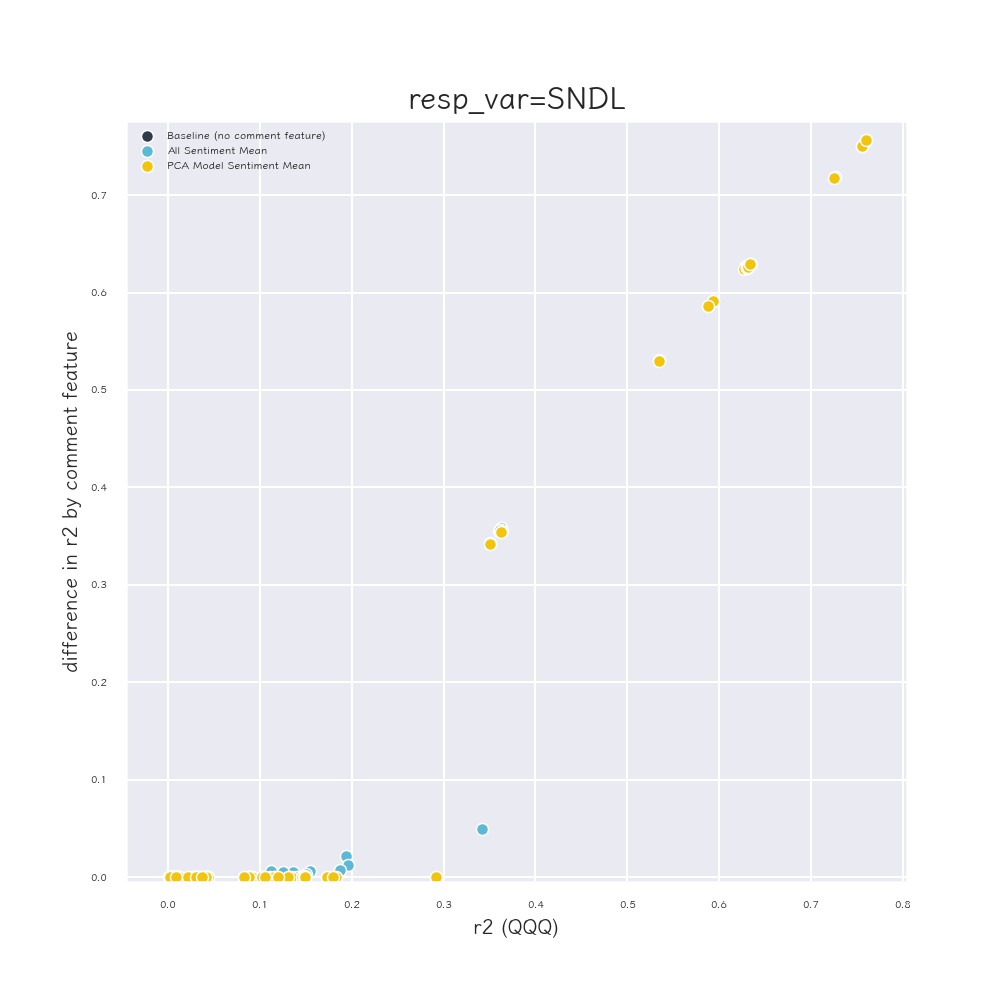 resp_var=SNDL
Baseline (no comment feature)
All Sentiment Mean
PCA Model Sentiment Mean
difference in r2 by comment feature
0.7
0.6
0.5
0.4
0.3
0.2
0.1
0.0
0.0 0.1 0.2 0.3 0.4 0.5 0.6 0.7 0.8
r2 (QQQ)